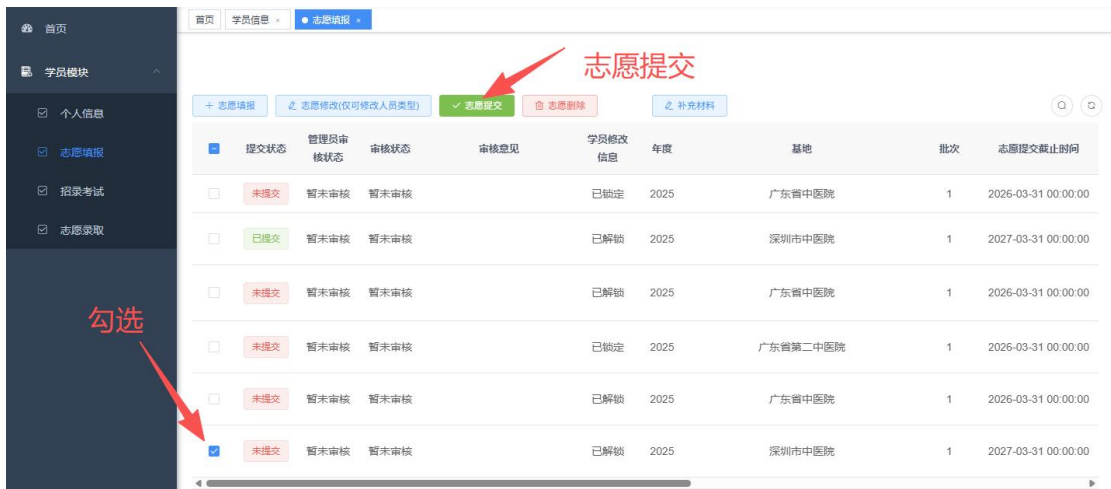 首页
学员模块
个人信息
志愿填报
招录考试
志愿录取
首页 学员信息 × 志愿填报 ×
志愿提交
+ 志愿填报 志愿修改(仅可修改人员类型) 志愿提交 志愿删除 补充材料
提交状态 管理员审核状态 审核状态 审核意见 学员修改信息 年度 基地 批次 志愿提交截止时间
未提交 暂未审核 暂未审核 已锁定 2025 广东省中医院 1 2026-03-31 00:00:00
已提交 暂未审核 暂未审核 已解锁 2025 深圳市中医院 1 2027-03-31 00:00:00
未提交 暂未审核 暂未审核 已解锁 2025 广东省中医院 1 2026-03-31 00:00:00
勾选
未提交 暂未审核 暂未审核 已锁定 2025 广东省第二中医院 1 2026-03-31 00:00:00
未提交 暂未审核 暂未审核 已解锁 2025 广东省中医院 1 2026-03-31 00:00:00
未提交 暂未审核 暂未审核 已解锁 2025 深圳市中医院 1 2027-03-31 00:00:00